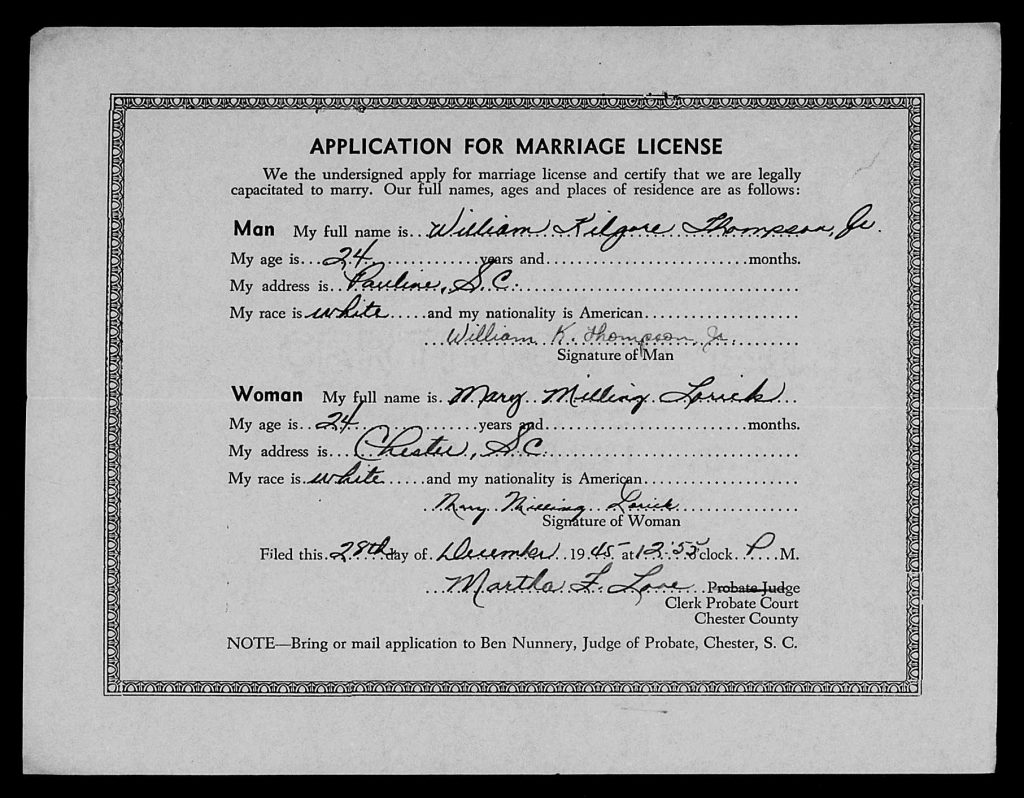 APPLICATION FOR MARRIAGE LICENSE
We the undersigned apply for marriage license and certify that we are legally
capacitated to marry. Our full names, ages and places of residence are as follows:
Man My full name is William Kilgore Thompson, Jr.
My age is 24 years and months.
My address is Pauline, S.C.
My race is white and my nationality is American
William K. Thompson, Jr.
Signature of Man
Woman My full name is Mary Milling Lorick
My age is 24 years and months.
My address is Chester, S.C.
My race is white and my nationality is American
Mary Milling Lorick
Signature of Woman
Filed this 28th day of December 1945 at 12:55 o'clock P M.
Martha F. Love Probate Judge
Clerk Probate Court
Chester County
NOTE—Bring or mail application to Ben Nunnery, Judge of Probate, Chester, S. C.